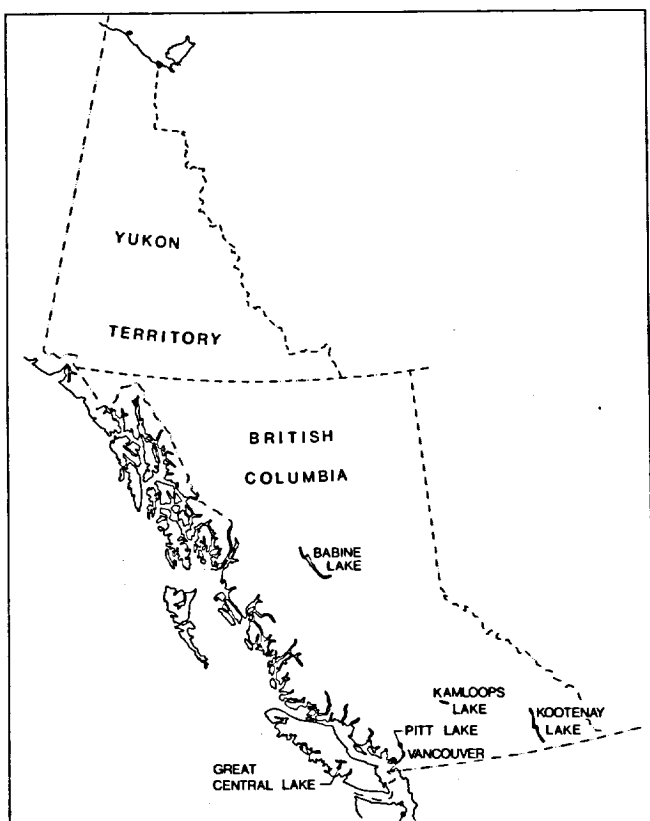 YUKON
TERRITORY
BRITISH
COLUMBIA
BABINE
LAKE
KAMLOOPS
LAKE
KOOTENAY
LAKE
PITT LAKE
VANCOUVER
GREAT
CENTRAL LAKE